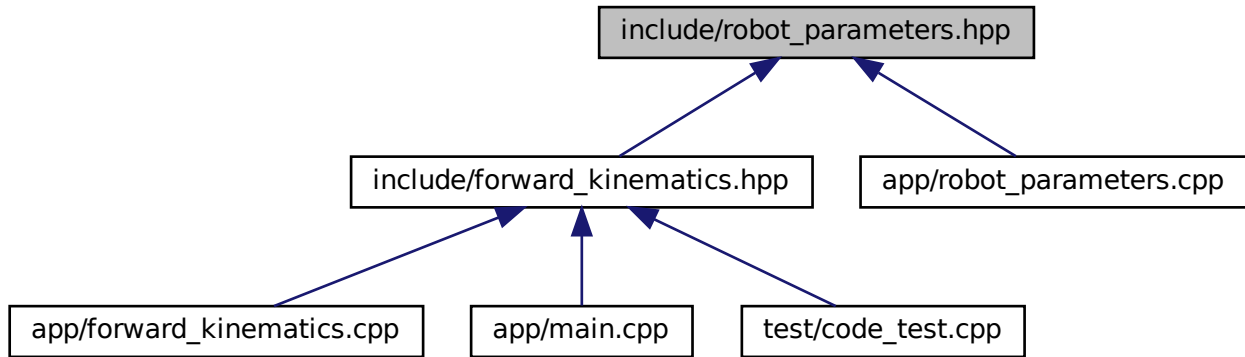 include/robot_parameters.hpp
include/forward_kinematics.hpp
app/robot_parameters.cpp
app/forward_kinematics.cpp
app/main.cpp
test/code_test.cpp